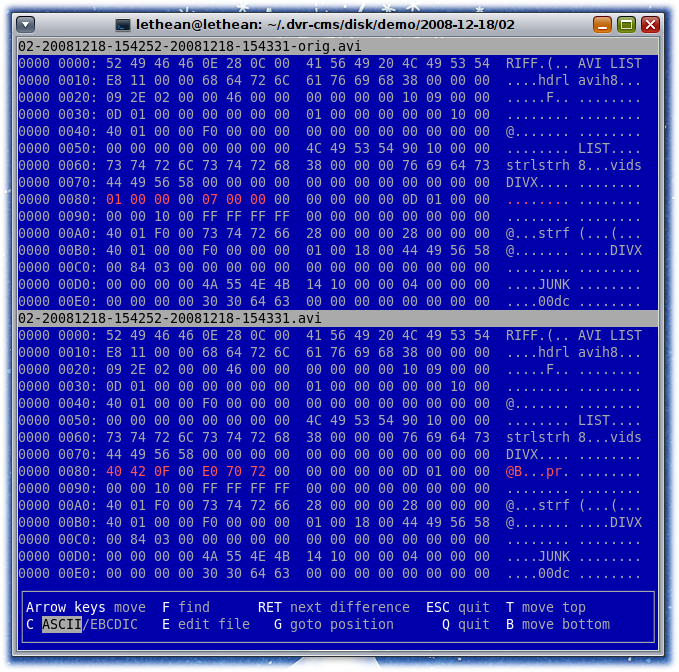 lethean@lethean: ~/.dvr-cms/disk/demo/2008-12-18/02
02-20081218-154252-20081218-154331-orig.avi
0000 0000: 52 49 46 46 0E 28 0C 00  41 56 49 20 4C 49 53 54  RIFF.(.. AVI LIST
0000 0010: E8 11 00 00 68 64 72 6C  61 76 69 68 38 00 00 00  ....hdrl avih8...
0000 0020: 09 2E 02 00 00 46 00 00  00 00 00 00 10 09 00 00  .....F.. ........
0000 0030: 0D 01 00 00 00 00 00 00  01 00 00 00 00 00 10 00  ........ ........
0000 0040: 40 01 00 00 F0 00 00 00  00 00 00 00 00 00 00 00  @....... ........
0000 0050: 00 00 00 00 00 00 00 00  4C 49 53 54 90 10 00 00  ........ LIST....
0000 0060: 73 74 72 6C 73 74 72 68  38 00 00 00 76 69 64 73  strlstrh 8...vids
0000 0070: 44 49 56 58 00 00 00 00  00 00 00 00 00 00 00 00  DIVX.... ........
0000 0080: 01 00 00 00 07 00 00 00  00 00 00 00 0D 01 00 00  ........ ........
0000 0090: 00 00 10 00 FF FF FF FF  00 00 00 00 00 00 00 00  ........ ........
0000 00A0: 40 01 F0 00 73 74 72 66  28 00 00 00 28 00 00 00  @...strf (...(...
0000 00B0: 40 01 00 00 F0 00 00 00  01 00 18 00 44 49 56 58  @....... ....DIVX
0000 00C0: 00 84 03 00 00 00 00 00  00 00 00 00 00 00 00 00  ........ ........
0000 00D0: 00 00 00 00 4A 55 4E 4B  14 10 00 00 04 00 00 00  ....JUNK ........
0000 00E0: 00 00 00 00 30 30 64 63  00 00 00 00 00 00 00 00  ....00dc ........
02-20081218-154252-20081218-154331.avi
0000 0000: 52 49 46 46 0E 28 0C 00  41 56 49 20 4C 49 53 54  RIFF.(.. AVI LIST
0000 0010: E8 11 00 00 68 64 72 6C  61 76 69 68 38 00 00 00  ....hdrl avih8...
0000 0020: 09 2E 02 00 00 46 00 00  00 00 00 00 10 09 00 00  .....F.. ........
0000 0030: 0D 01 00 00 00 00 00 00  01 00 00 00 00 00 10 00  ........ ........
0000 0040: 40 01 00 00 F0 00 00 00  00 00 00 00 00 00 00 00  @....... ........
0000 0050: 00 00 00 00 00 00 00 00  4C 49 53 54 90 10 00 00  ........ LIST....
0000 0060: 73 74 72 6C 73 74 72 68  38 00 00 00 76 69 64 73  strlstrh 8...vids
0000 0070: 44 49 56 58 00 00 00 00  00 00 00 00 00 00 00 00  DIVX.... ........
0000 0080: 40 42 0F 00 E0 70 72 00  00 00 00 00 0D 01 00 00  @B...pr. ........
0000 0090: 00 00 10 00 FF FF FF FF  00 00 00 00 00 00 00 00  ........ ........
0000 00A0: 40 01 F0 00 73 74 72 66  28 00 00 00 28 00 00 00  @...strf (...(...
0000 00B0: 40 01 00 00 F0 00 00 00  01 00 18 00 44 49 56 58  @....... ....DIVX
0000 00C0: 00 84 03 00 00 00 00 00  00 00 00 00 00 00 00 00  ........ ........
0000 00D0: 00 00 00 00 4A 55 4E 4B  14 10 00 00 04 00 00 00  ....JUNK ........
0000 00E0: 00 00 00 00 30 30 64 63  00 00 00 00 00 00 00 00  ....00dc ........
Arrow keys move  F find      RET next difference  ESC quit  T move top
C ASCII/EBCDIC   E edit file   G goto position      Q quit  B move bottom